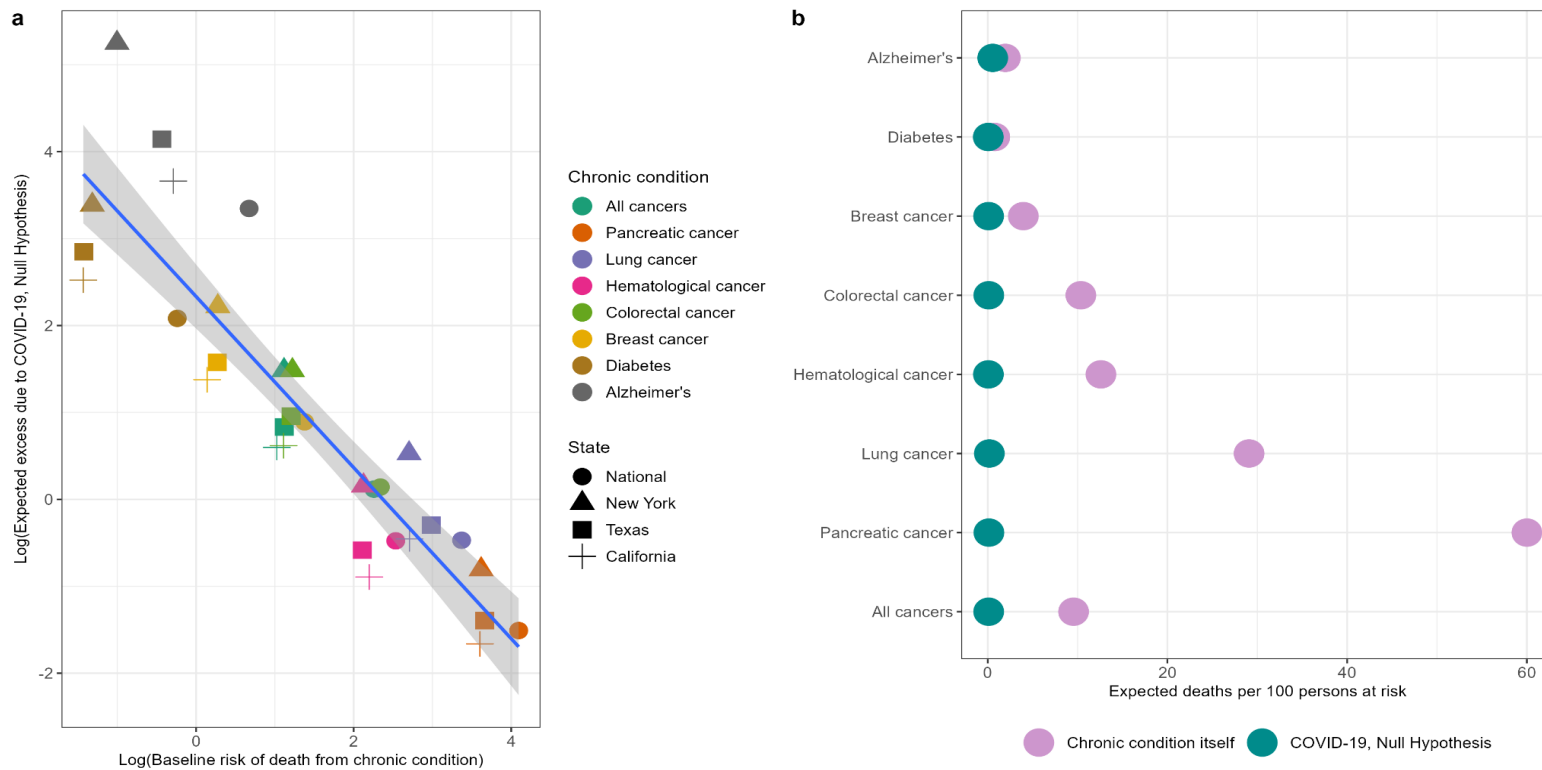 a
Log(Expected excess due to COVID-19, Null Hypothesis)
4
2
0
-2
0
2
4
Log(Baseline risk of death from chronic condition)
Chronic condition
All cancers
Pancreatic cancer
Lung cancer
Hematological cancer
Colorectal cancer
Breast cancer
Diabetes
Alzheimer's
State
National
New York
Texas
California
b
Alzheimer's
Diabetes
Breast cancer
Colorectal cancer
Hematological cancer
Lung cancer
Pancreatic cancer
All cancers
0
20
40
60
Expected deaths per 100 persons at risk
Chronic condition itself
COVID-19, Null Hypothesis